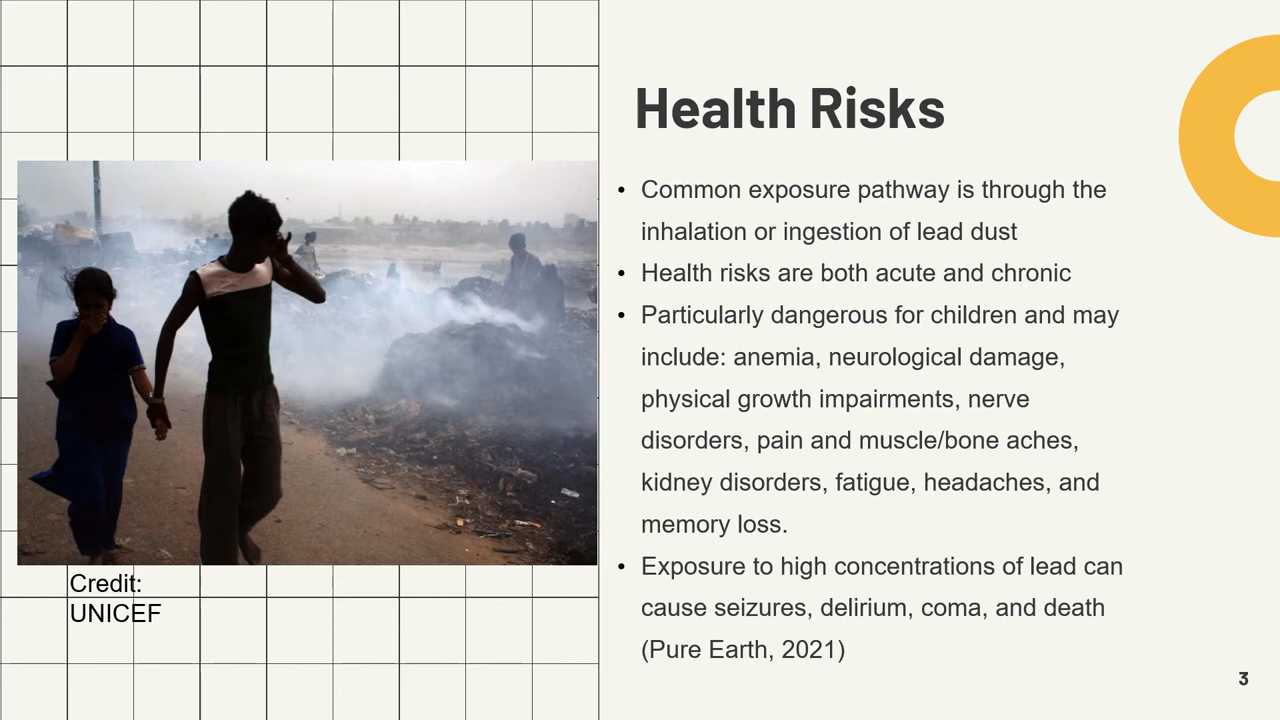 Health Risks
• Common exposure pathway is through the
inhalation or ingestion of lead dust
• Health risks are both acute and chronic
• Particularly dangerous for children and may
include: anemia, neurological damage,
physical growth impairments, nerve
disorders, pain and muscle/bone aches,
kidney disorders, fatigue, headaches, and
memory loss.
• Exposure to high concentrations of lead can
cause seizures, delirium, coma, and death
(Pure Earth, 2021)
Credit:
UNICEF
3